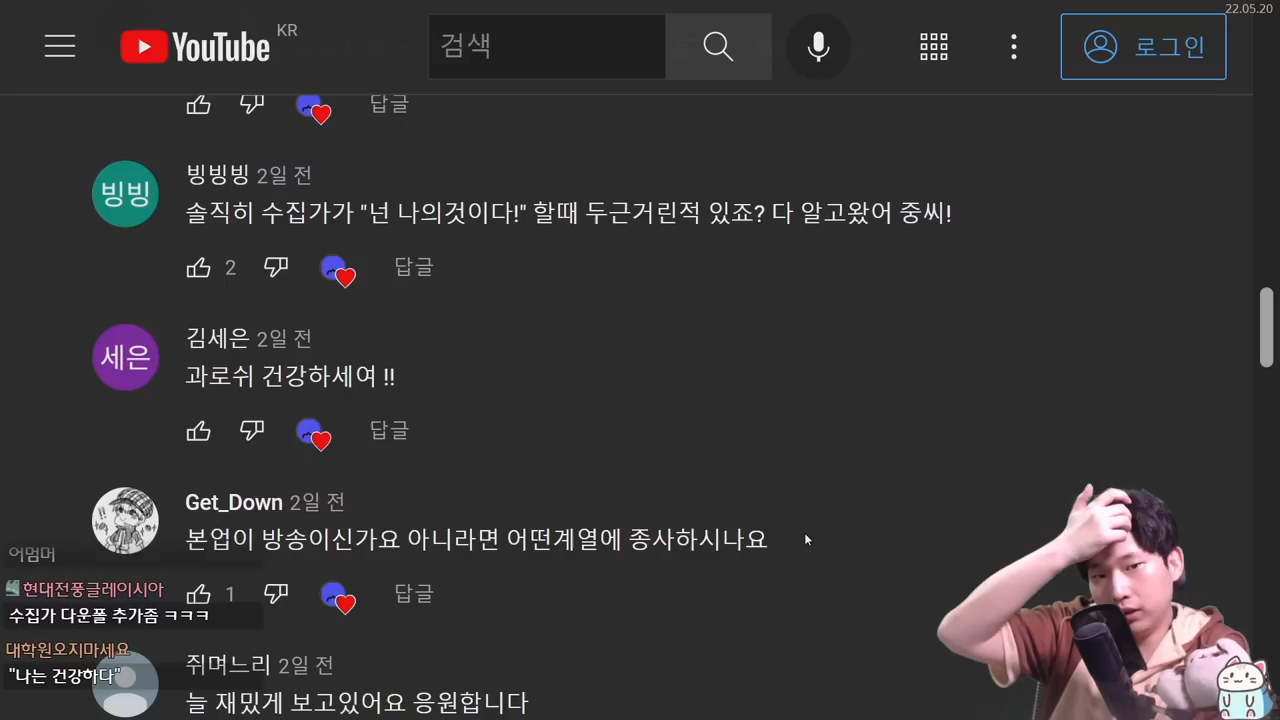 22.05.20
YouTube KR
검색
로그인
답글
빙빙
빙빙빙 2일 전
솔직히 수집가가 "넌 나의것이다!" 할때 두근거린적 있죠? 다 알고왔어 중씨!
2
답글
세은
김세은 2일 전
과로쉬 건강하세여 !!
답글
Get_Down 2일 전
본업이 방송이신가요 아니라면 어떤계열에 종사하시나요
1
답글
어멈머
현대전풍글레이시아
수집가 다운폴 추가좀 ㅋㅋㅋ
대학원오지마세요
"나는 건강하다"
쥐며느리 2일 전
늘 재밌게 보고있어요 응원합니다